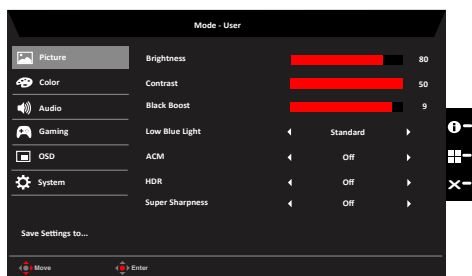 Mode - User
Picture
Brightness 80
Color
Contrast 50
Audio
Black Boost 9
Gaming
Low Blue Light Standard
OSD
ACM Off
System
HDR Off
Super Sharpness Off
Save Settings to...
Move Enter